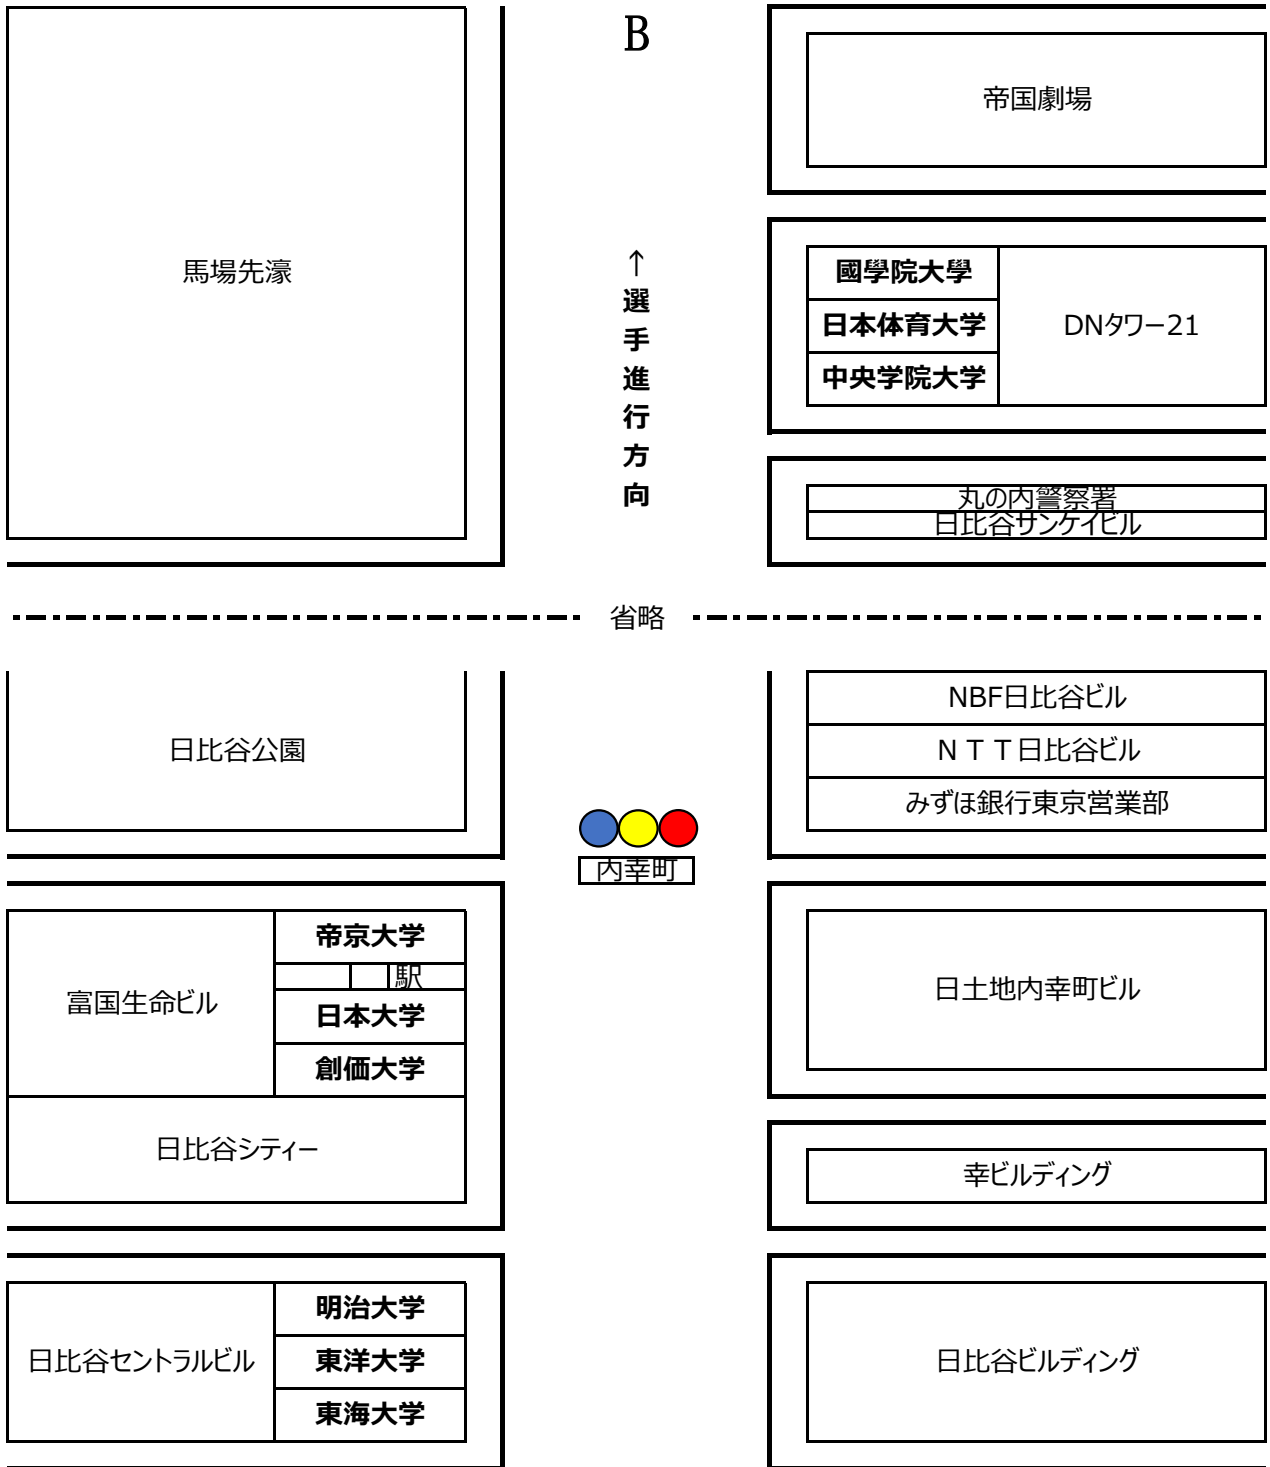 B
帝国劇場
馬場先濠
↑
選
手
進
行
方
向
國學院大學
日本体育大学
中央学院大学
DNタワー21
丸の内警察署
日比谷サンケイビル
省略
日比谷公園
NBF日比谷ビル
NTT日比谷ビル
みずほ銀行東京営業部
内幸町
富国生命ビル
帝京大学
駅
日本大学
創価大学
日土地内幸町ビル
日比谷シティー
幸ビルディング
日比谷セントラルビル
明治大学
東洋大学
東海大学
日比谷ビルディング